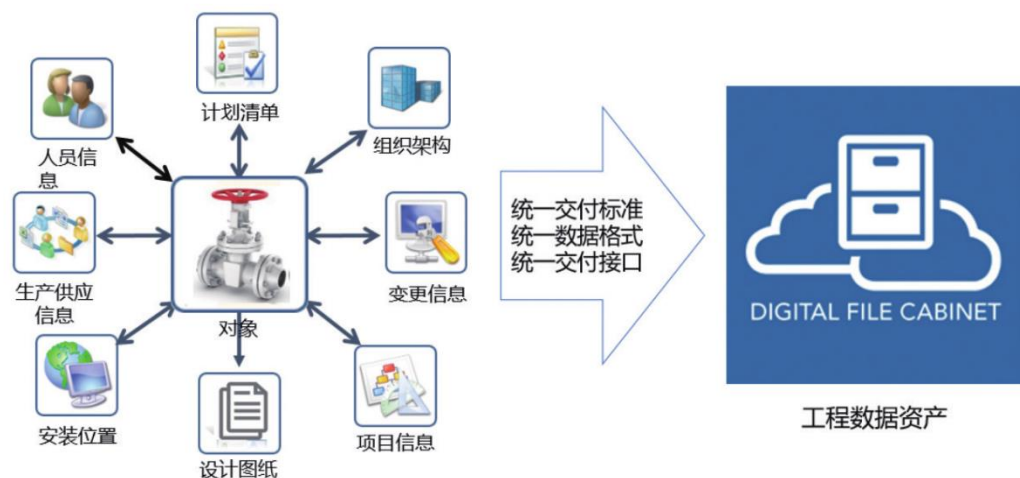 计划清单
组织架构
人员信
息
统一交付标准
统一数据格式
统一交付接口
生产供应
信息
变更信息
对象
DIGITAL FILE CABINET
安装位置
项目信息
设计图纸
工程数据资产